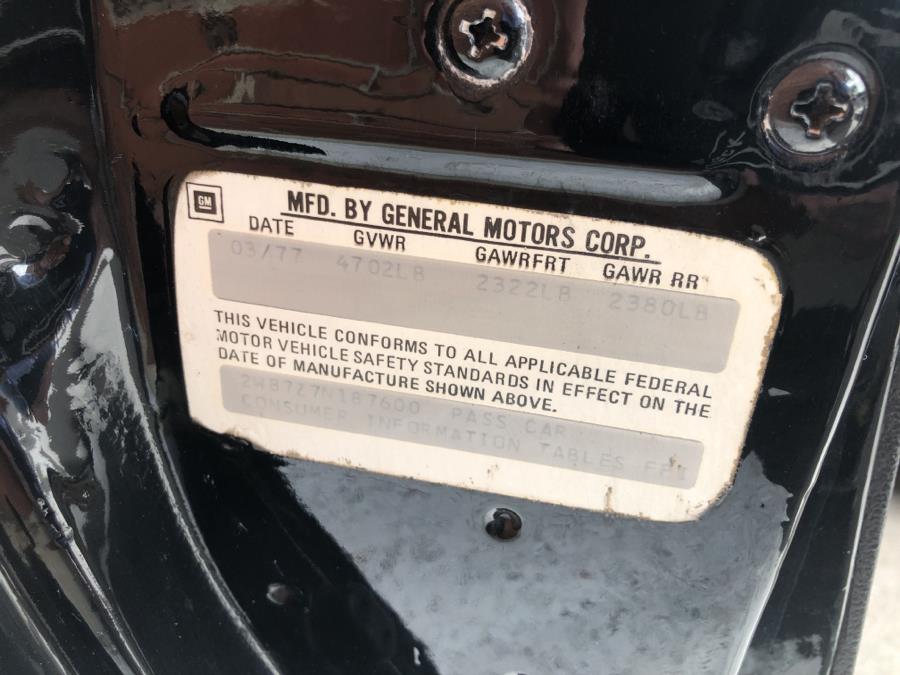 GM
MFD. BY GENERAL MOTORS CORP.
DATE GVWR GAWRFRT GAWR RR
03/77 4702LB 2322LB 2380LB
THIS VEHICLE CONFORMS TO ALL APPLICABLE FEDERAL
MOTOR VEHICLE SAFETY STANDARDS IN EFFECT ON THE
DATE OF MANUFACTURE SHOWN ABOVE.
2W87Z7N187600 PASS CAR
CONSUMER INFORMATION TABLES